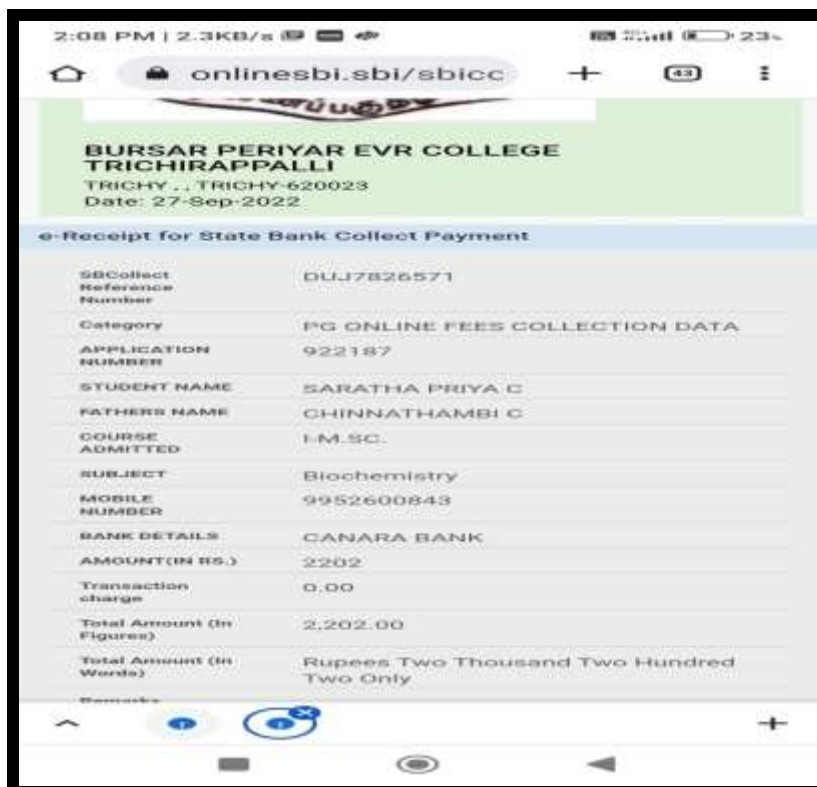 2:08 PM | 2.3KB/s
23
onlinesbi.sbi/sbicc
43
BURSAR PERIYAR EVR COLLEGE
TRICHIRAPPALLI
TRICHY , , TRICHY-620023
Date: 27-Sep-2022
e-Receipt for State Bank Collect Payment
SBCollect Reference Number DUJ7826571
Category PG ONLINE FEES COLLECTION DATA
APPLICATION NUMBER 922187
STUDENT NAME SARATHA PRIYA C
FATHERS NAME CHINNATHAMBI C
COURSE ADMITTED I-M.SC.
SUBJECT Biochemistry
MOBILE NUMBER 9952600843
BANK DETAILS CANARA BANK
AMOUNT(IN RS.) 2202
Transaction charge 0.00
Total Amount (In Figures) 2,202.00
Total Amount (In Words) Rupees Two Thousand Two Hundred Two Only
Remarks